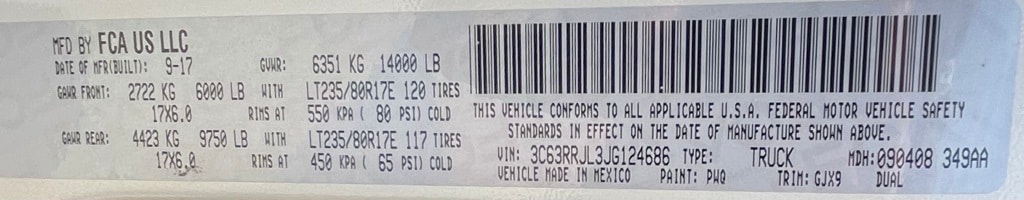 MFD BY FCA US LLC
DATE OF MFR(BUILT): 9-17 GVWR: 6351 KG 14000 LB
GAWR FRONT: 2722 KG 6000 LB WITH LT235/80R17E 120 TIRES
17X6.0 RIMS AT 550 KPA ( 80 PSI) COLD
GAWR REAR: 4423 KG 9750 LB WITH LT235/80R17E 117 TIRES
17X6.0 RIMS AT 450 KPA ( 65 PSI) COLD
THIS VEHICLE CONFORMS TO ALL APPLICABLE U.S.A. FEDERAL MOTOR VEHICLE SAFETY
STANDARDS IN EFFECT ON THE DATE OF MANUFACTURE SHOWN ABOVE.
VIN: 3C63RRJL3JG124686 TYPE: TRUCK MDH:090408 349AA
VEHICLE MADE IN MEXICO PAINT: PW0 TRIM: GJX9 DUAL